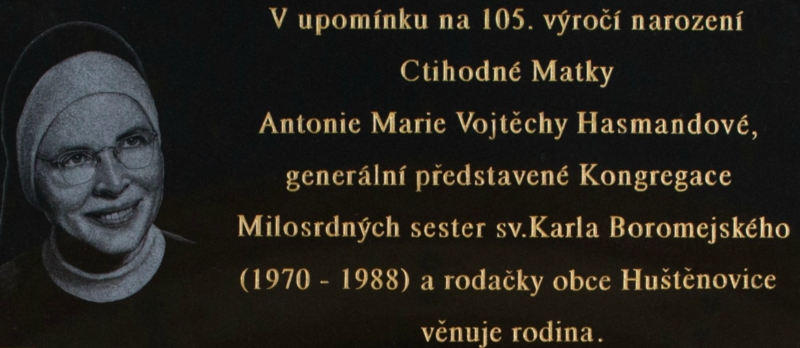 V upomínku na 105. výročí narození
Ctihodné Matky
Antonie Marie Vojtěchy Hasmandové,
generální představené Kongregace
Milosrdných sester sv.Karla Boromejského
(1970 - 1988) a rodačky obce Huštěnovice
věnuje rodina.